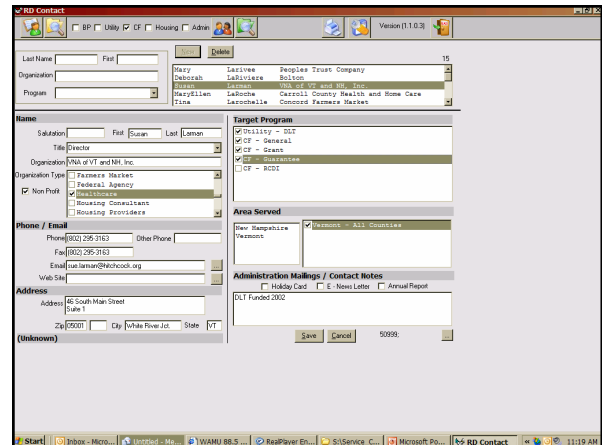 RD Contact
BP Utility CF Housing Admin Version (1.1.0.3)
New Delete
Last Name First 15
Organization
Program
Mary Larivee Peoples Trust Company
Deborah LaRiviere Bolton
Susan Larman VNA of VT and NH, Inc.
MaryEllen LaRoche Carroll County Health and Home Care
Tina Larochelle Concord Farmers Market
Name
Salutation First Susan Last Larman
Title Director
Organization VNA of VT and NH, Inc.
Organization Type Farmers Market
Federal Agency
Non Profit Healthcare
Housing Consultant
Housing Providers
Phone / Email
Phone (802) 295-3163 Other Phone
Fax (802) 295-3163
Email sue.larman@hitchcock.org ...
Web Site ...
Address
Address 46 South Main Street
Suite 1
Zip 05001 City White River Jct. State VT
(Unknown)
Target Program
Utility - DLT
CF - General
CF - Grant
CF - Guarantee
CF - RCDI
Area Served
New Hampshire
Vermont
Vermont - All Counties
Administration Mailings / Contact Notes
Holiday Card E - News Letter Annual Report
DLT Funded 2002
Save Cancel 50999; ...
Start Inbox - Micro... Untitled - Me... WAMU 88.5 ... RealPlayer En... S:\Service_C... Microsoft Po... RD Contact « 11:19 AM